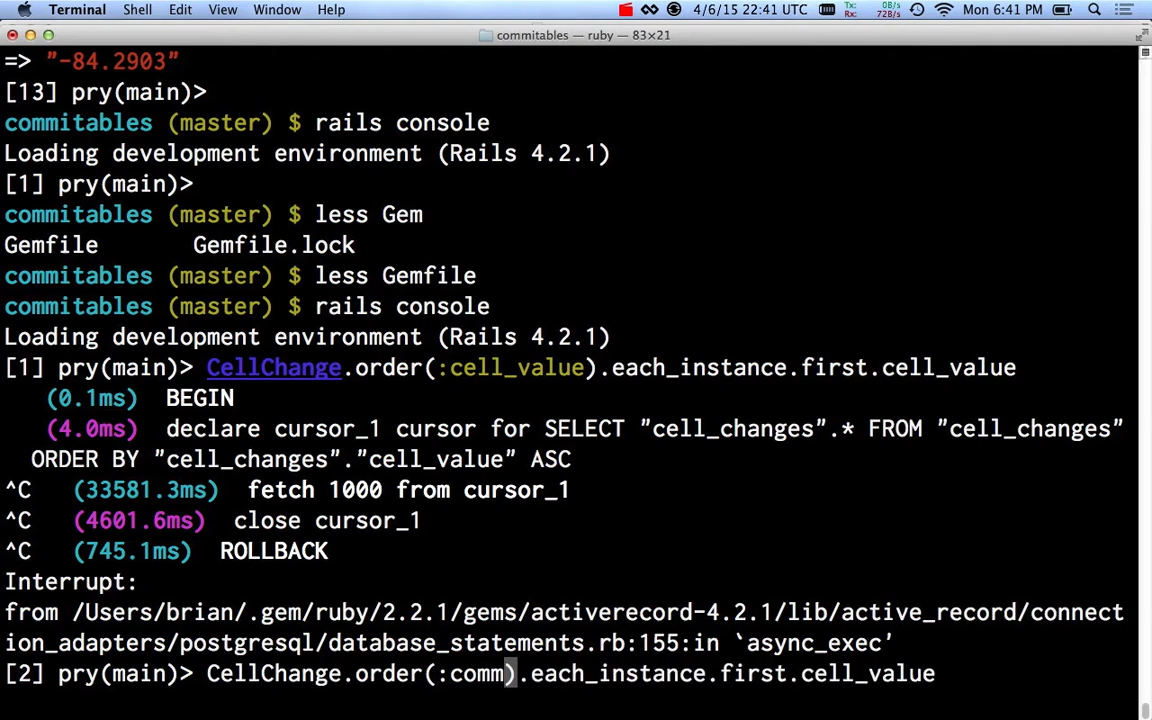 Terminal Shell Edit View Window Help 4/6/15 22:41 UTC Tx: 0B/s Rx: 72B/s Mon 6:41 PM
commitables — ruby — 83×21
=> "-84.2903"
[13] pry(main)>
commitables (master) $ rails console
Loading development environment (Rails 4.2.1)
[1] pry(main)>
commitables (master) $ less Gem
Gemfile Gemfile.lock
commitables (master) $ less Gemfile
commitables (master) $ rails console
Loading development environment (Rails 4.2.1)
[1] pry(main)> CellChange.order(:cell_value).each_instance.first.cell_value
(0.1ms) BEGIN
(4.0ms) declare cursor_1 cursor for SELECT "cell_changes".* FROM "cell_changes"
ORDER BY "cell_changes"."cell_value" ASC
^C (33581.3ms) fetch 1000 from cursor_1
^C (4601.6ms) close cursor_1
^C (745.1ms) ROLLBACK
Interrupt:
from /Users/brian/.gem/ruby/2.2.1/gems/activerecord-4.2.1/lib/active_record/connect
ion_adapters/postgresql/database_statements.rb:155:in `async_exec'
[2] pry(main)> CellChange.order(:comm).each_instance.first.cell_value